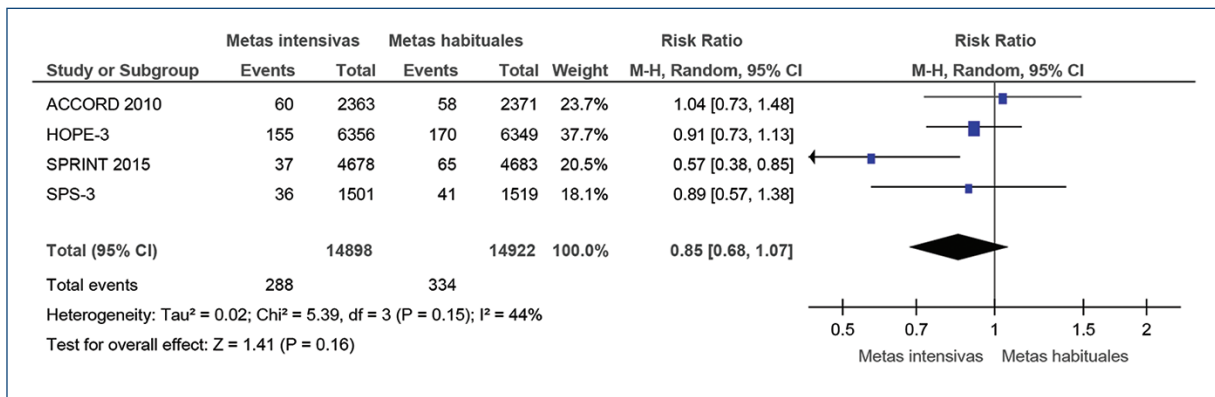 Metas intensivas Metas habituales Risk Ratio Risk Ratio
Study or Subgroup Events Total Events Total Weight M-H, Random, 95% CI M-H, Random, 95% CI
ACCORD 2010 60 2363 58 2371 23.7% 1.04 [0.73, 1.48]
HOPE-3 155 6356 170 6349 37.7% 0.91 [0.73, 1.13]
SPRINT 2015 37 4678 65 4683 20.5% 0.57 [0.38, 0.85]
SPS-3 36 1501 41 1519 18.1% 0.89 [0.57, 1.38]
Total (95% CI) 14898 14922 100.0% 0.85 [0.68, 1.07]
Total events 288 334
Heterogeneity: Tau² = 0.02; Chi² = 5.39, df = 3 (P = 0.15); I² = 44%
Test for overall effect: Z = 1.41 (P = 0.16)
0.5 0.7 1 1.5 2
Metas intensivas Metas habituales